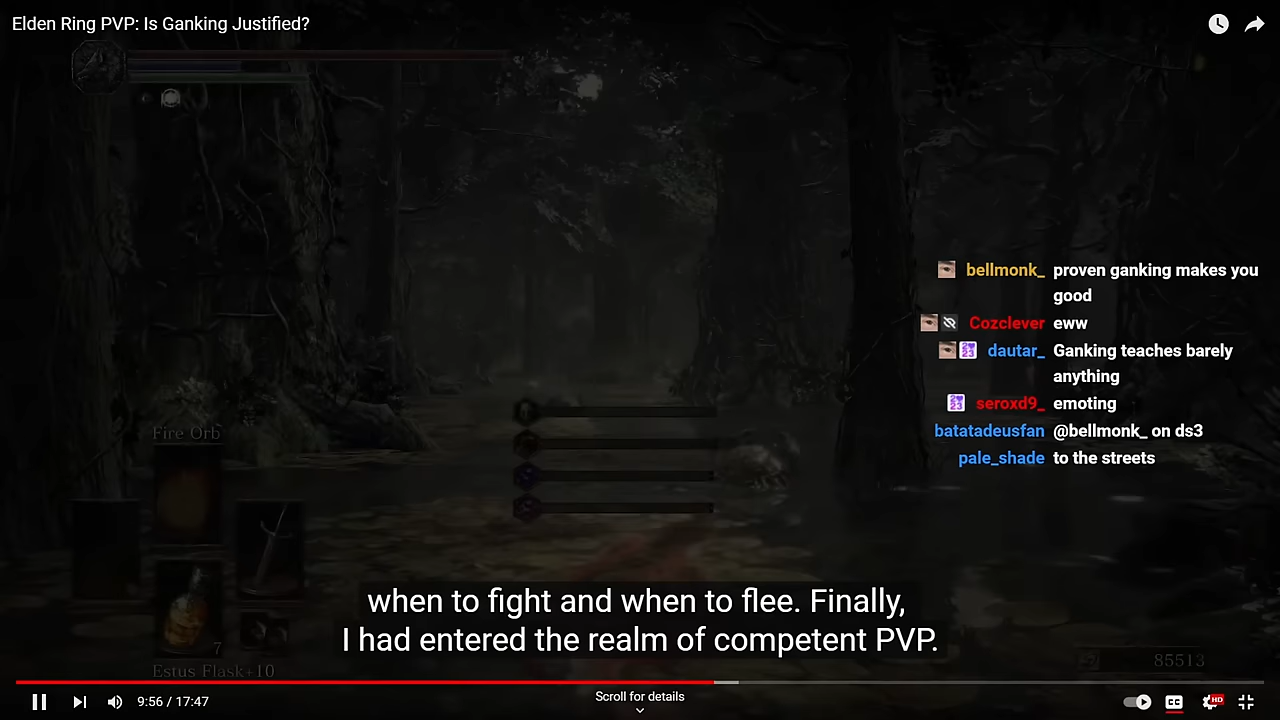 Elden Ring PVP: Is Ganking Justified?
bellmonk_ proven ganking makes you
good
Cozclever eww
dautar_ Ganking teaches barely
anything
seroxd9_ emoting
batatadeusfan @bellmonk_ on ds3
pale_shade to the streets
Fire Orb
when to fight and when to flee. Finally,
I had entered the realm of competent PVP.
7
Estus Flask+10
85513
9:56 / 17:47
Scroll for details
CC
HD